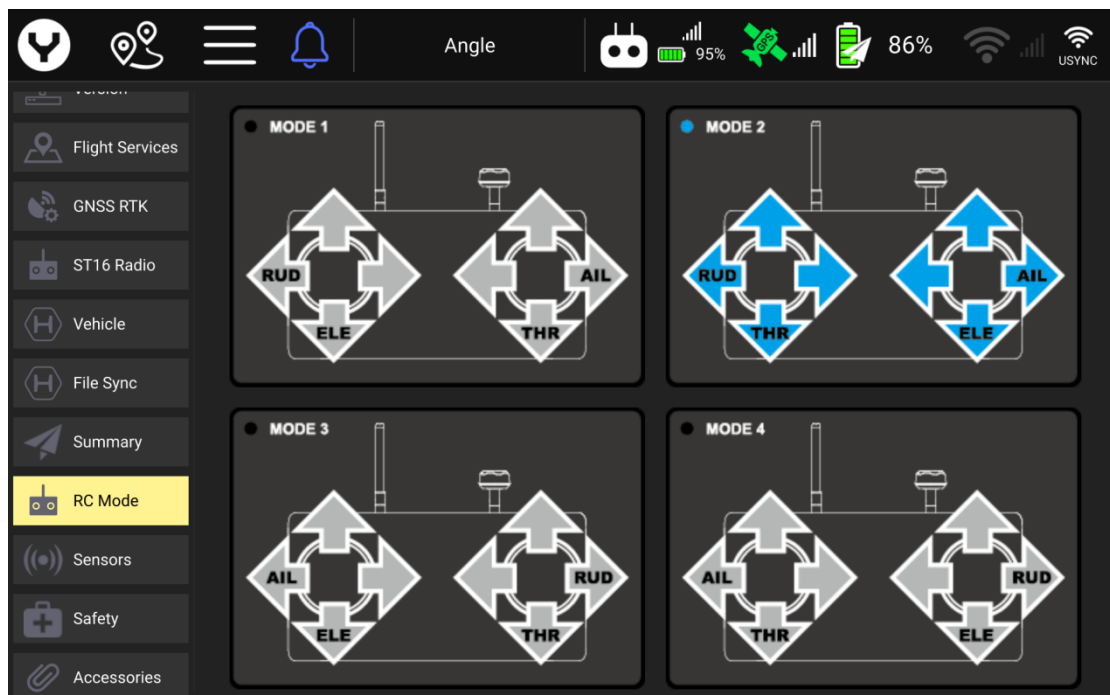 Angle
95%
GPS
86%
USYNC
Version
Flight Services
GNSS RTK
ST16 Radio
Vehicle
File Sync
Summary
RC Mode
Sensors
Safety
Accessories
MODE 1
RUD
AIL
ELE
THR
MODE 2
RUD
AIL
THR
ELE
MODE 3
AIL
RUD
ELE
THR
MODE 4
AIL
RUD
THR
ELE